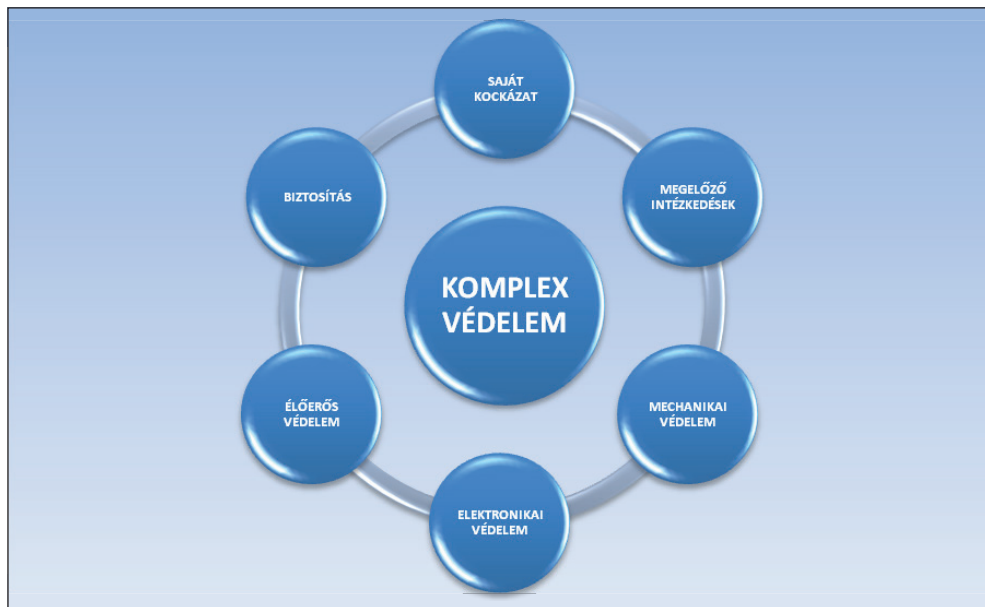 SAJÁT
KOCKÁZAT
MEGELŐZŐ
INTÉZKEDÉSEK
MECHANIKAI
VÉDELEM
ELEKTRONIKAI
VÉDELEM
ÉLŐERŐS
VÉDELEM
BIZTOSÍTÁS
KOMPLEX
VÉDELEM